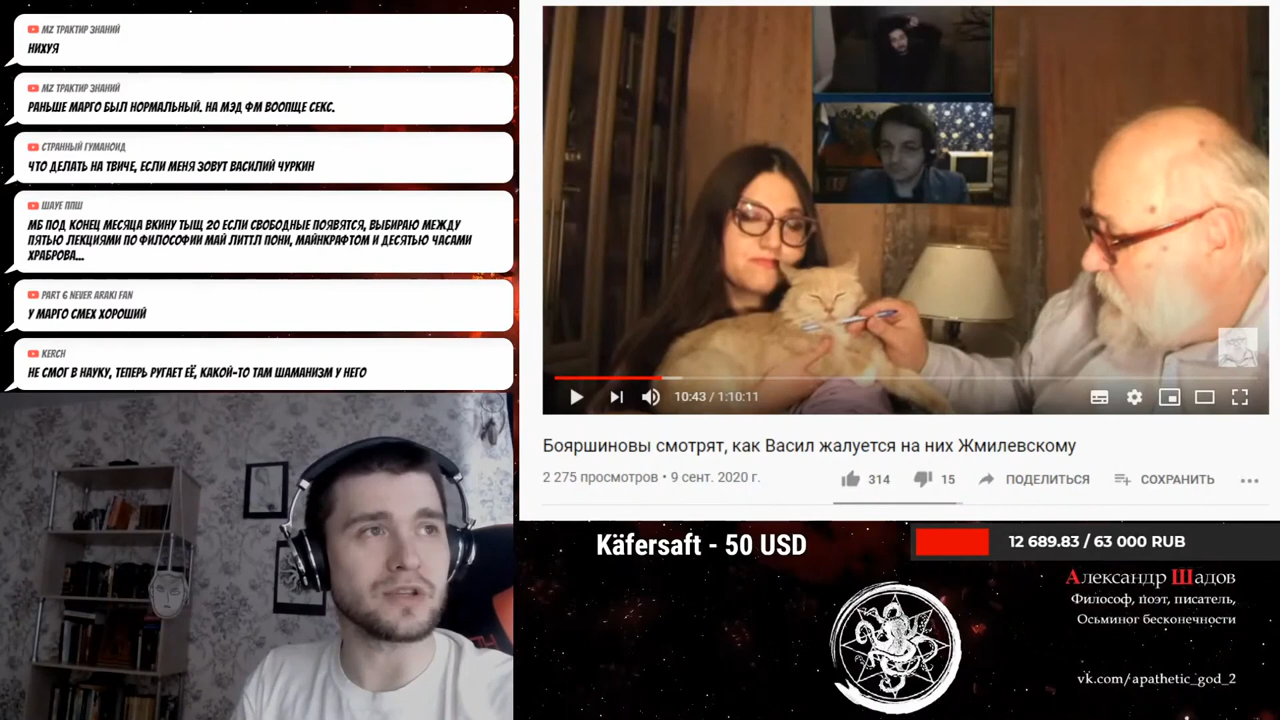 MZ ТРАКТИР ЗНАНИЙ
НИХУЯ
MZ ТРАКТИР ЗНАНИЙ
РАНЬШЕ МАРГО БЫЛ НОРМАЛЬНЫЙ. НА МЭД ФМ ВООПЩЕ СЕКС.
СТРАННЫЙ ГУМАНОИД
ЧТО ДЕЛАТЬ НА ТВИЧЕ, ЕСЛИ МЕНЯ ЗОВУТ ВАСИЛИЙ ЧУРКИН
ШАУЕ ППШ
МБ ПОД КОНЕЦ МЕСЯЦА ВКИНУ ТЫЩ 20 ЕСЛИ СВОБОДНЫЕ ПОЯВЯТСЯ, ВЫБИРАЮ МЕЖДУ
ПЯТЬЮ ЛЕКЦИЯМИ ПО ФИЛОСОФИИ МАЙ ЛИТТЛ ПОНИ, МАЙНКРАФТОМ И ДЕСЯТЬЮ ЧАСАМИ
ХРАБРОВА...
PART 6 NEVER ARAKI FAN
У МАРГО СМЕХ ХОРОШИЙ
KERCH
НЕ СМОГ В НАУКУ, ТЕПЕРЬ РУГАЕТ ЕЁ, КАКОЙ-ТО ТАМ ШАМАНИЗМ У НЕГО
10:43 / 1:10:11
Бояршиновы смотрят, как Васил жалуется на них Жмилевскому
2 275 просмотров • 9 сент. 2020 г.
314
15
ПОДЕЛИТЬСЯ
СОХРАНИТЬ
Käfersaft - 50 USD
12 689.83 / 63 000 RUB
Александр Шадов
Философ, поэт, писатель,
Осьминог бесконечности
vk.com/apathetic_god_2